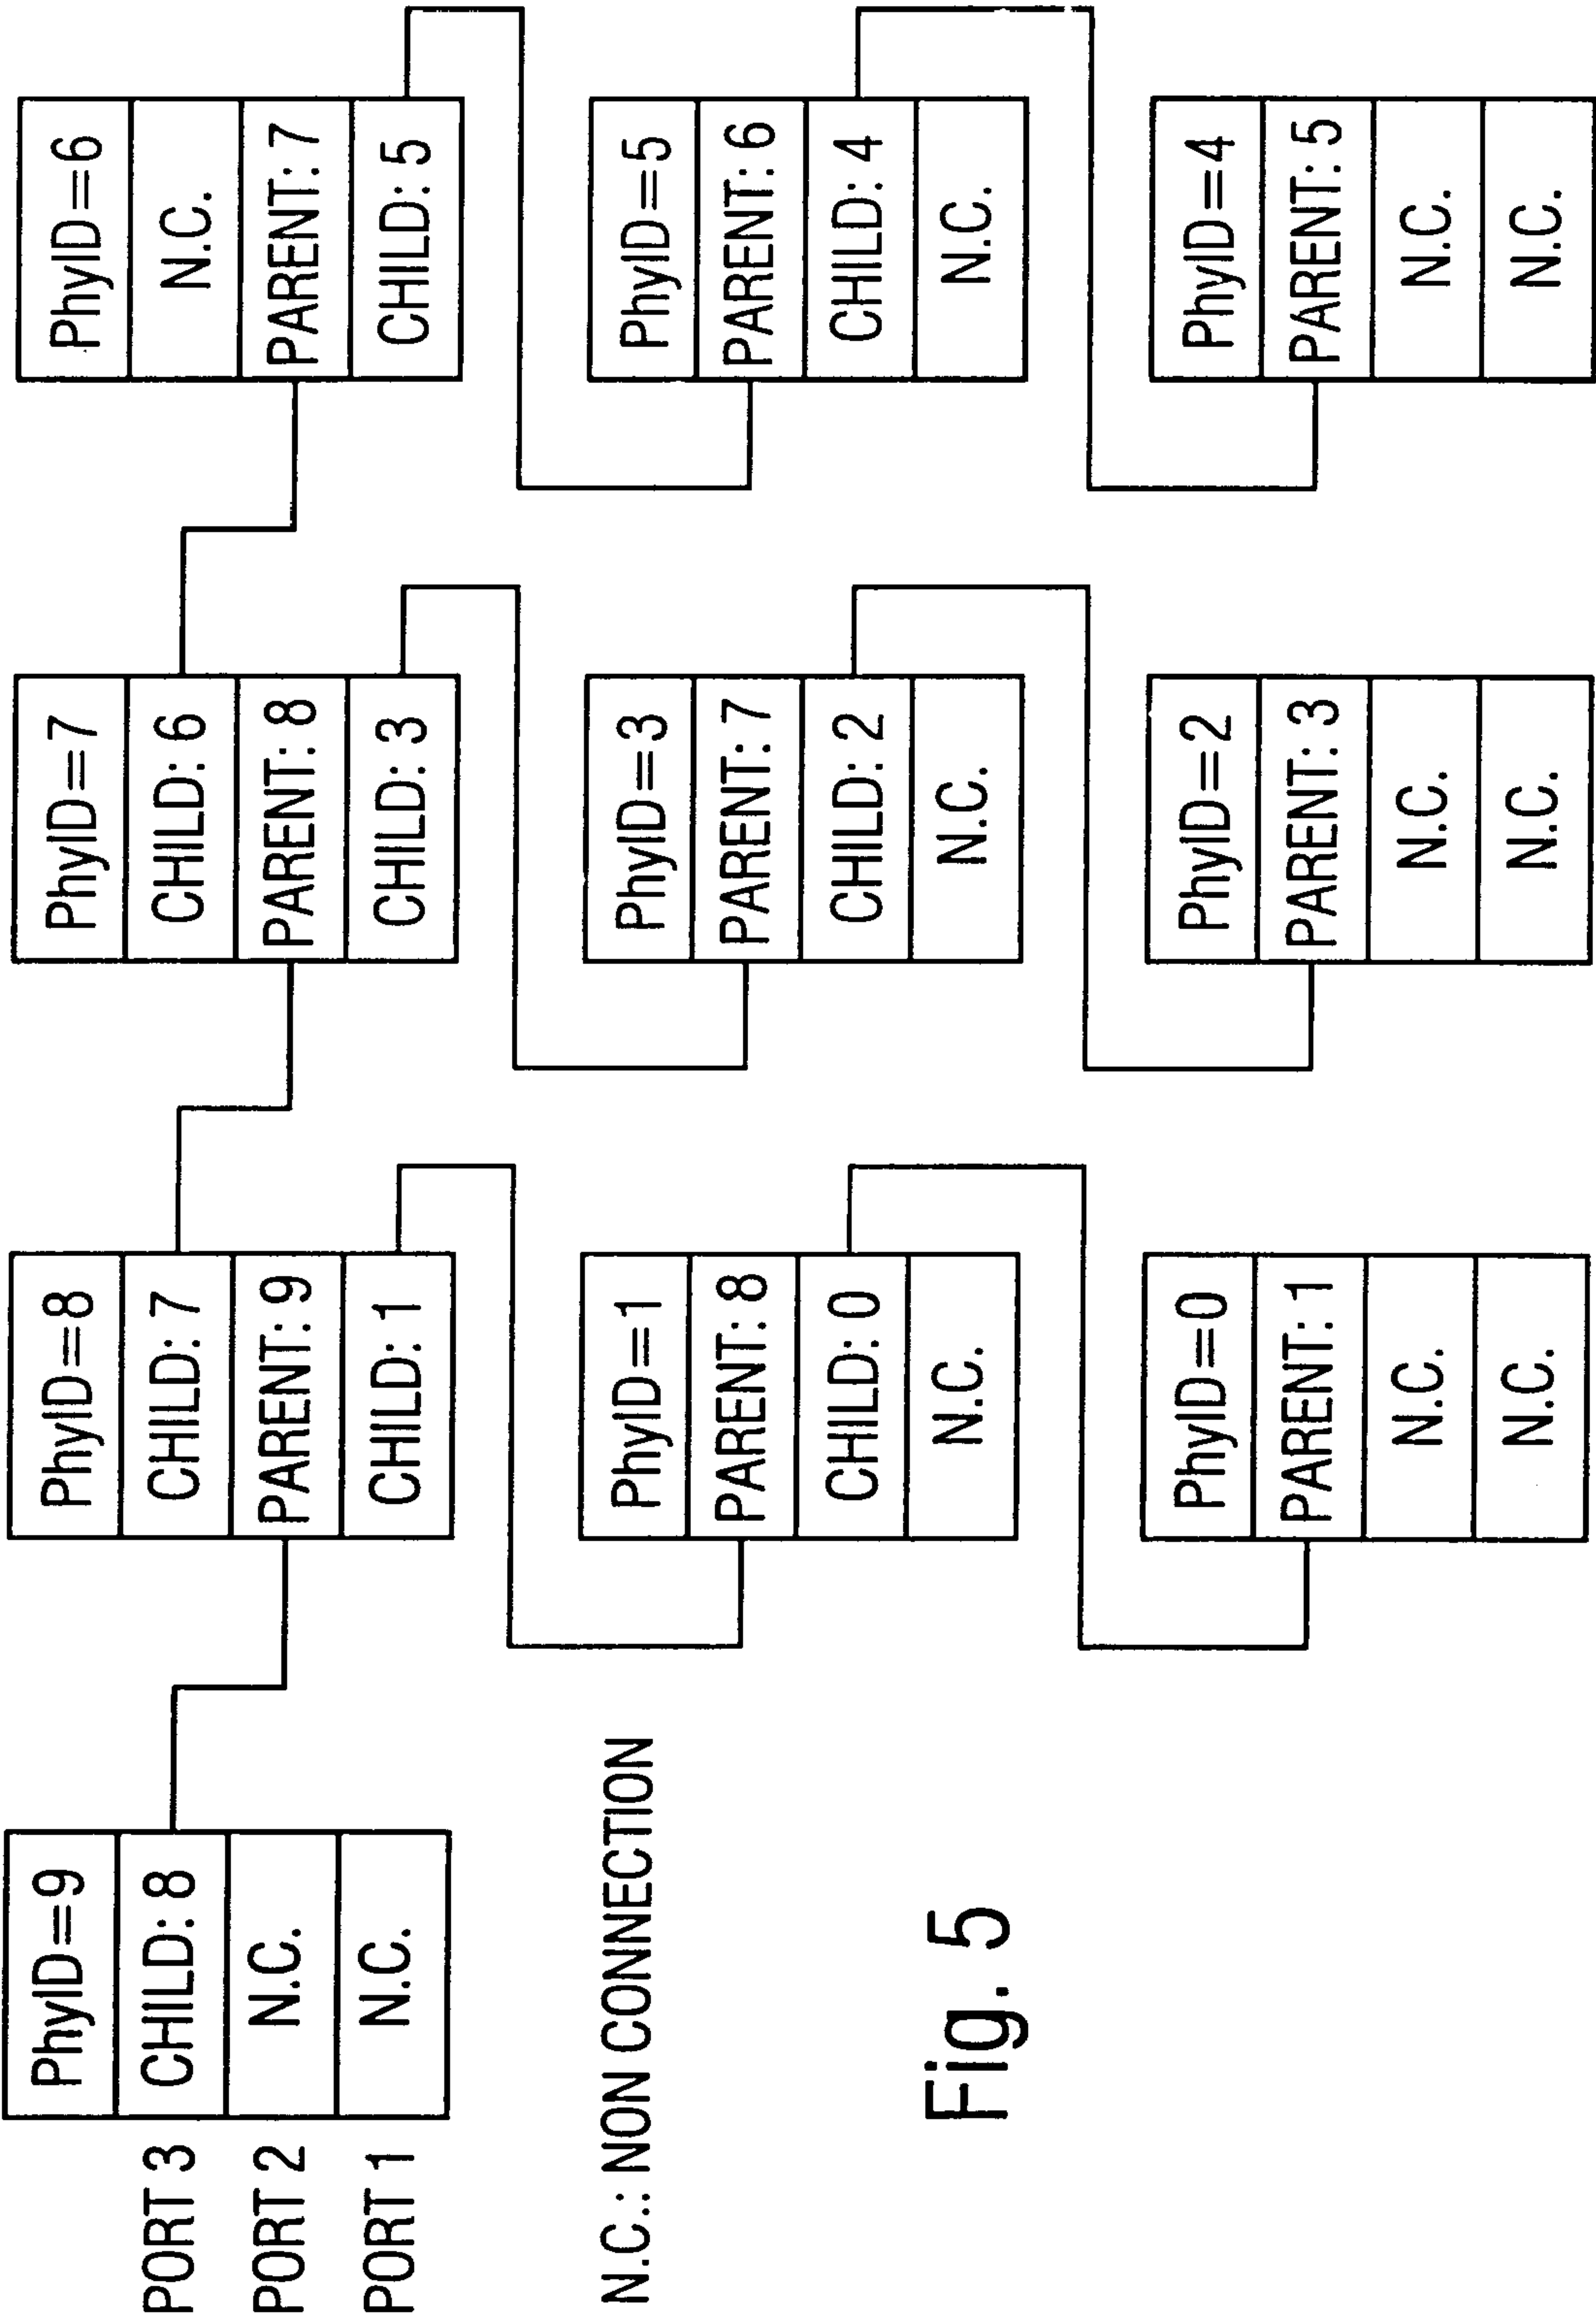 PhyID=9
PORT 3 CHILD: 8
PORT 2 N.C.
PORT 1 N.C.
PhyID=8
CHILD: 7
PARENT: 9
CHILD: 1
PhyID=7
CHILD: 6
PARENT: 8
CHILD: 3
PhyID=6
N.C.
PARENT: 7
CHILD: 5
N.C.: NON CONNECTION
PhyID=1
PARENT: 8
CHILD: 0
N.C.
PhyID=3
PARENT: 7
CHILD: 2
N.C.
PhyID=5
PARENT: 6
CHILD: 4
N.C.
PhyID=0
PARENT: 1
N.C.
N.C.
PhyID=2
PARENT: 3
N.C.
N.C.
PhyID=4
PARENT: 5
N.C.
N.C.
Fig. 5